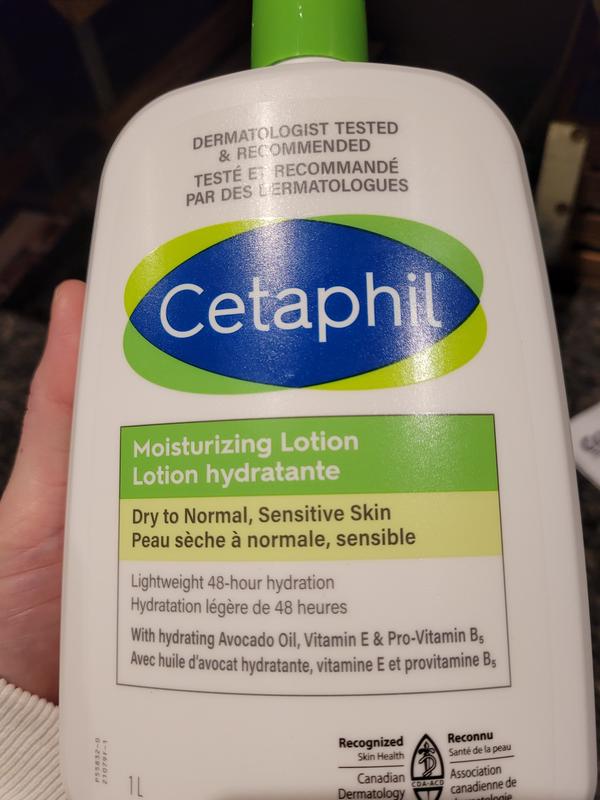 DERMATOLOGIST TESTED
& RECOMMENDED
TESTÉ ET RECOMMANDÉ
PAR DES DERMATOLOGUES
Cetaphil®
Moisturizing Lotion
Lotion hydratante
Dry to Normal, Sensitive Skin
Peau sèche à normale, sensible
Lightweight 48-hour hydration
Hydratation légère de 48 heures
With hydrating Avocado Oil, Vitamin E & Pro-Vitamin B₅
Avec huile d'avocat hydratante, vitamine E et provitamine B₅
1 L
Recognized
Skin Health
Canadian
Dermatology
CDA-ACD
Reconnu
Santé de la peau
Association
canadienne de